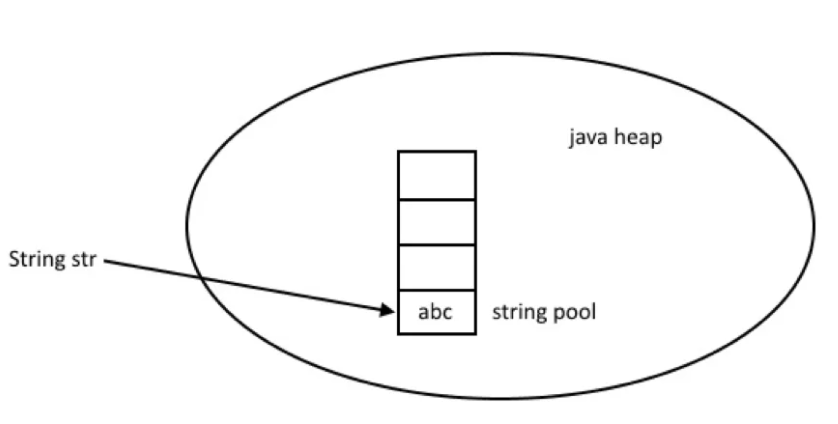 java heap
String str
abc
string pool